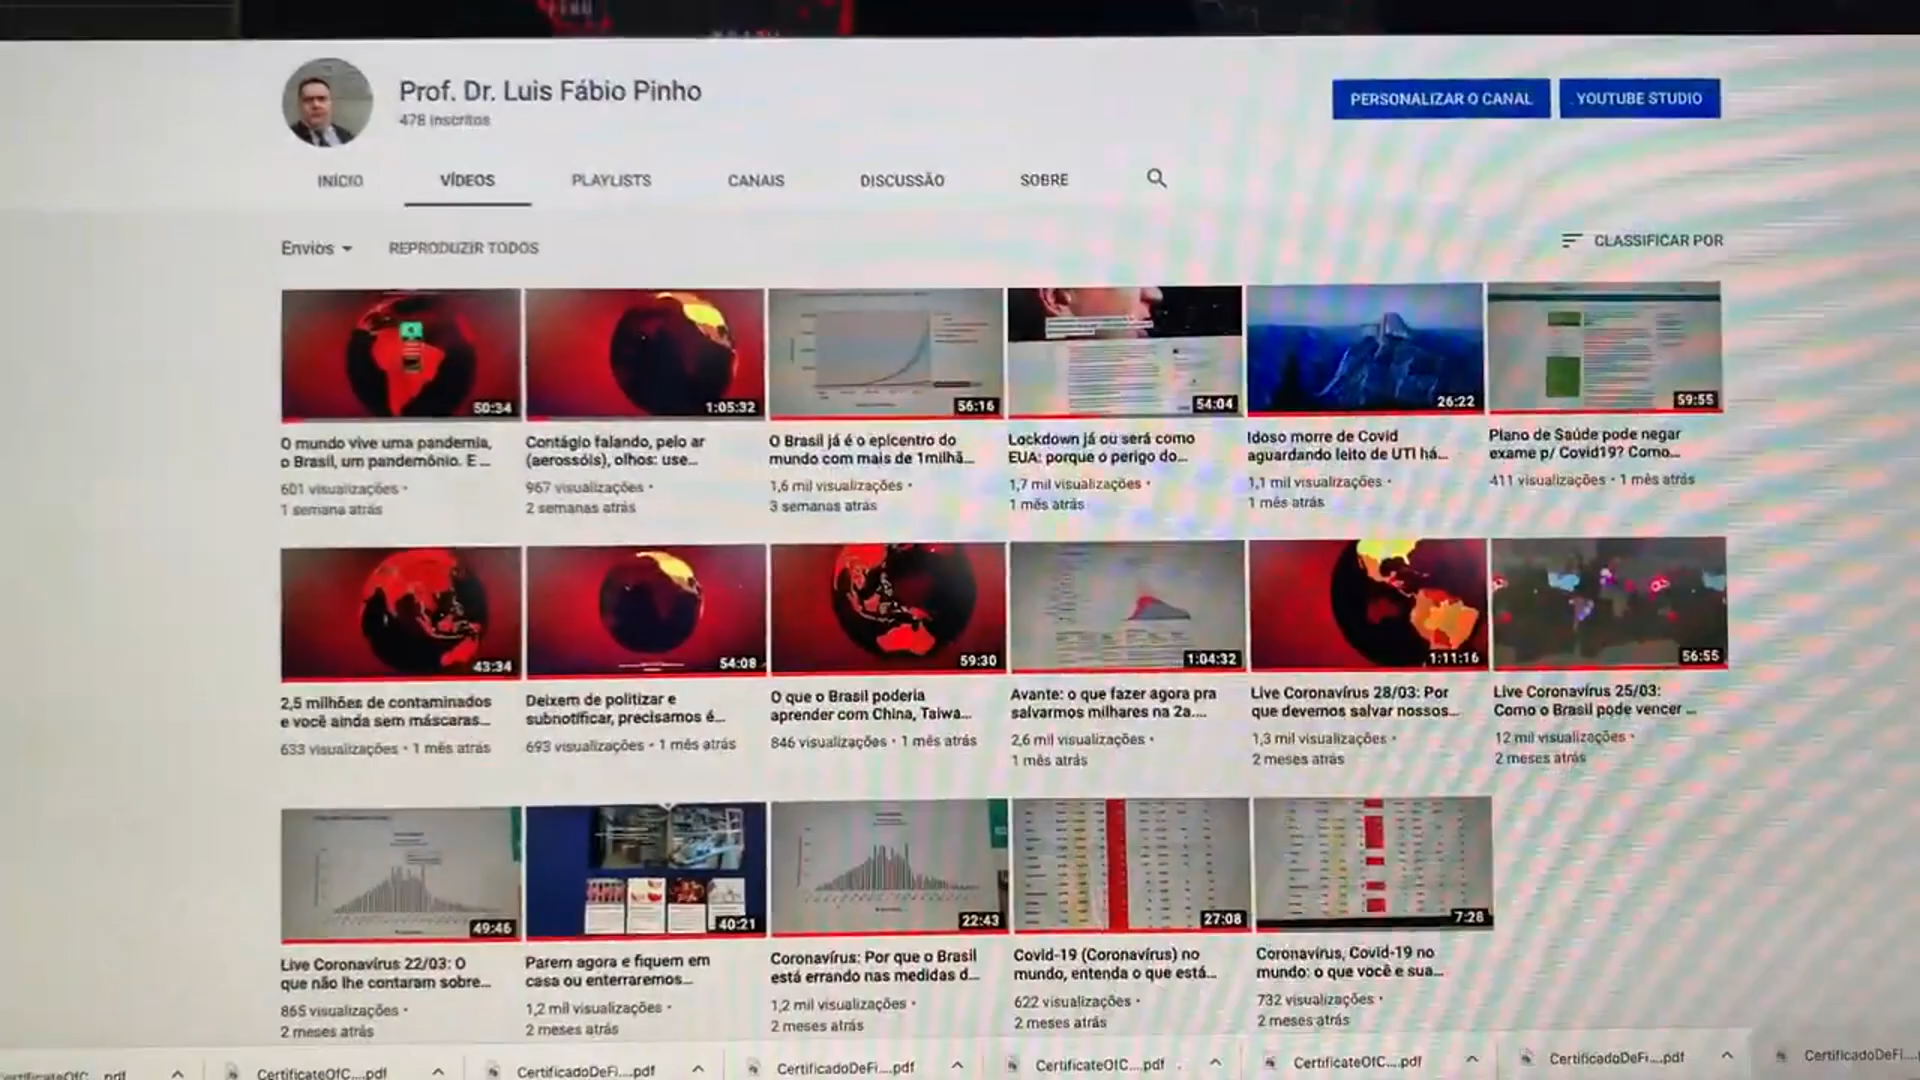 Prof. Dr. Luis Fábio Pinho
478 inscritos
PERSONALIZAR O CANAL
YOUTUBE STUDIO
INÍCIO
VÍDEOS
PLAYLISTS
CANAIS
DISCUSSÃO
SOBRE
Envios
REPRODUZIR TODOS
CLASSIFICAR POR
50:34
1:05:32
56:16
54:04
26:22
59:55
O mundo vive uma pandemia,
o Brasil, um pandemônio. E ...
601 visualizações •
1 semana atrás
Contágio falando, pelo ar
(aerossóis), olhos: use...
967 visualizações •
2 semanas atrás
O Brasil já é o epicentro do
mundo com mais de 1milhã...
1,6 mil visualizações •
3 semanas atrás
Lockdown já ou será como
EUA: porque o perigo do...
1,7 mil visualizações •
1 mês atrás
Idoso morre de Covid
aguardando leito de UTI há...
1,1 mil visualizações •
1 mês atrás
Plano de Saúde pode negar
exame p/ Covid19? Como...
411 visualizações • 1 mês atrás
43:34
54:08
59:30
1:04:32
1:11:16
56:55
2,5 milhões de contaminados
e você ainda sem máscaras...
633 visualizações • 1 mês atrás
Deixem de politizar e
subnotificar, precisamos é...
693 visualizações • 1 mês atrás
O que o Brasil poderia
aprender com China, Taiwa...
846 visualizações • 1 mês atrás
Avante: o que fazer agora pra
salvarmos milhares na 2a....
2,6 mil visualizações •
1 mês atrás
Live Coronavírus 28/03: Por
que devemos salvar nossos...
1,3 mil visualizações •
2 meses atrás
Live Coronavírus 25/03:
Como o Brasil pode vencer ...
12 mil visualizações •
2 meses atrás
49:46
40:21
22:43
27:08
7:28
Live Coronavírus 22/03: O
que não lhe contaram sobre...
865 visualizações •
2 meses atrás
Parem agora e fiquem em
casa ou enterraremos...
1,2 mil visualizações •
2 meses atrás
Coronavírus: Por que o Brasil
está errando nas medidas d...
1,2 mil visualizações •
2 meses atrás
Covid-19 (Coronavírus) no
mundo, entenda o que está...
622 visualizações •
2 meses atrás
Coronavírus, Covid-19 no
mundo: o que você e sua...
732 visualizações •
2 meses atrás
CertificateOfC....pdf
CertificadoDeFi....pdf
CertificadoDeFi....pdf
CertificateOfC....pdf
CertificateOfC....pdf
CertificadoDeFi....pdf
CertificadoDeFi....